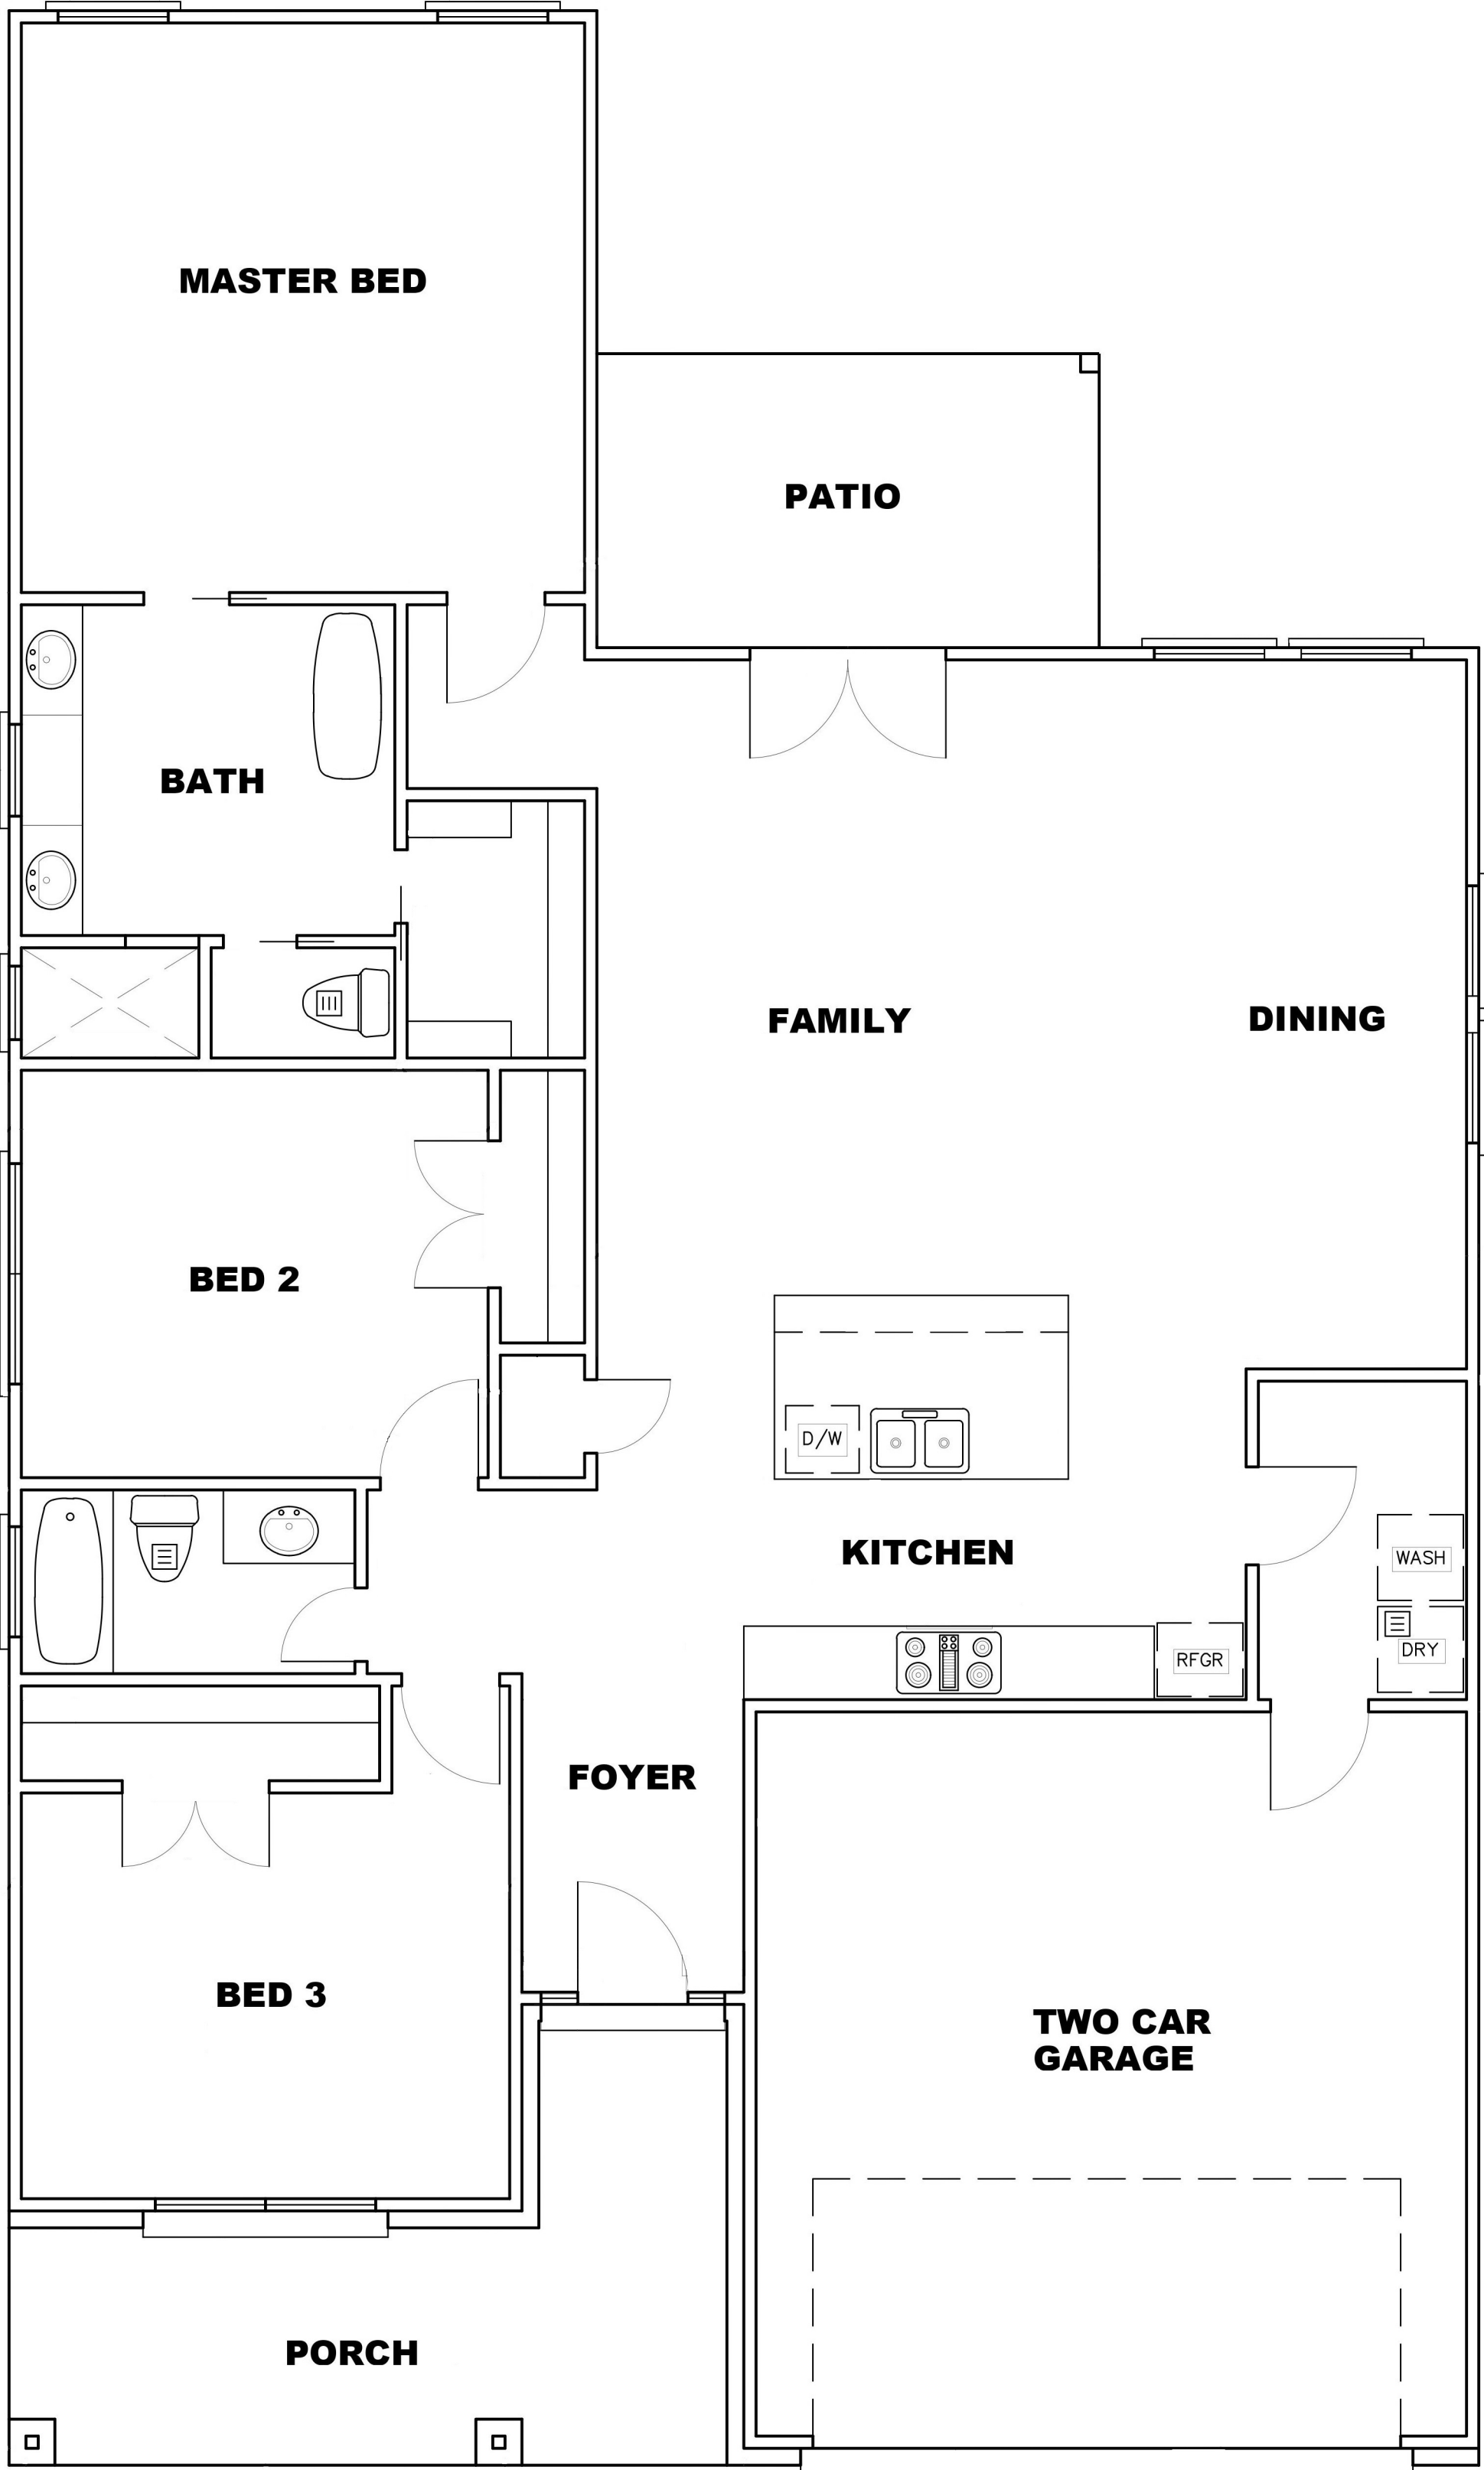 MASTER BED
PATIO
BATH
FAMILY
DINING
BED 2
D/W
KITCHEN
WASH
DRY
RFGR
FOYER
BED 3
TWO CAR
GARAGE
PORCH